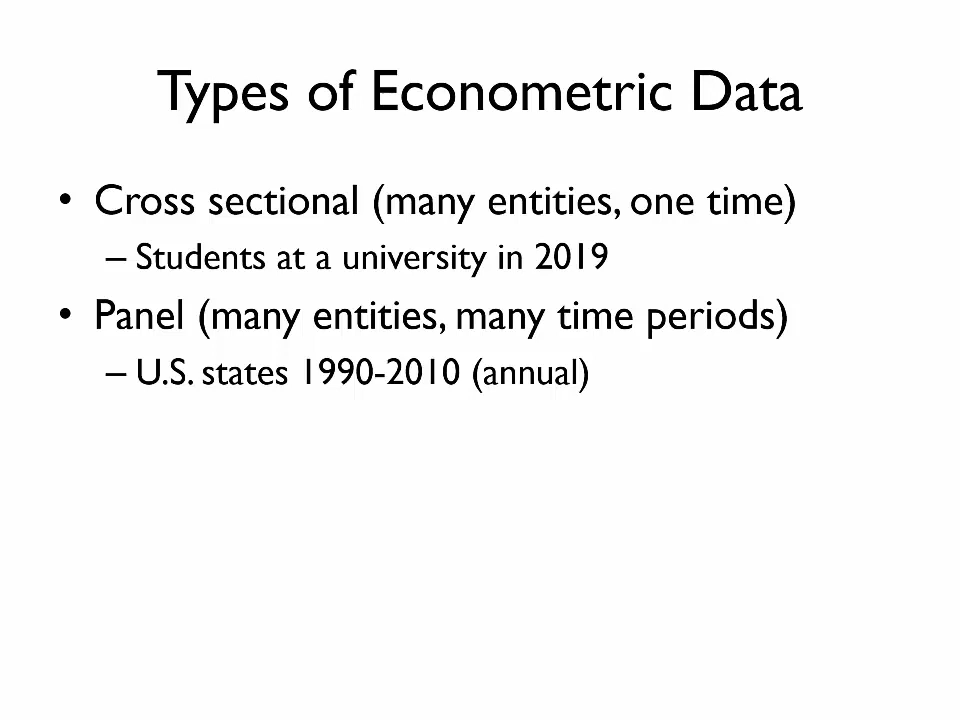 Types of Econometric Data
• Cross sectional (many entities, one time)
– Students at a university in 2019
• Panel (many entities, many time periods)
– U.S. states 1990-2010 (annual)